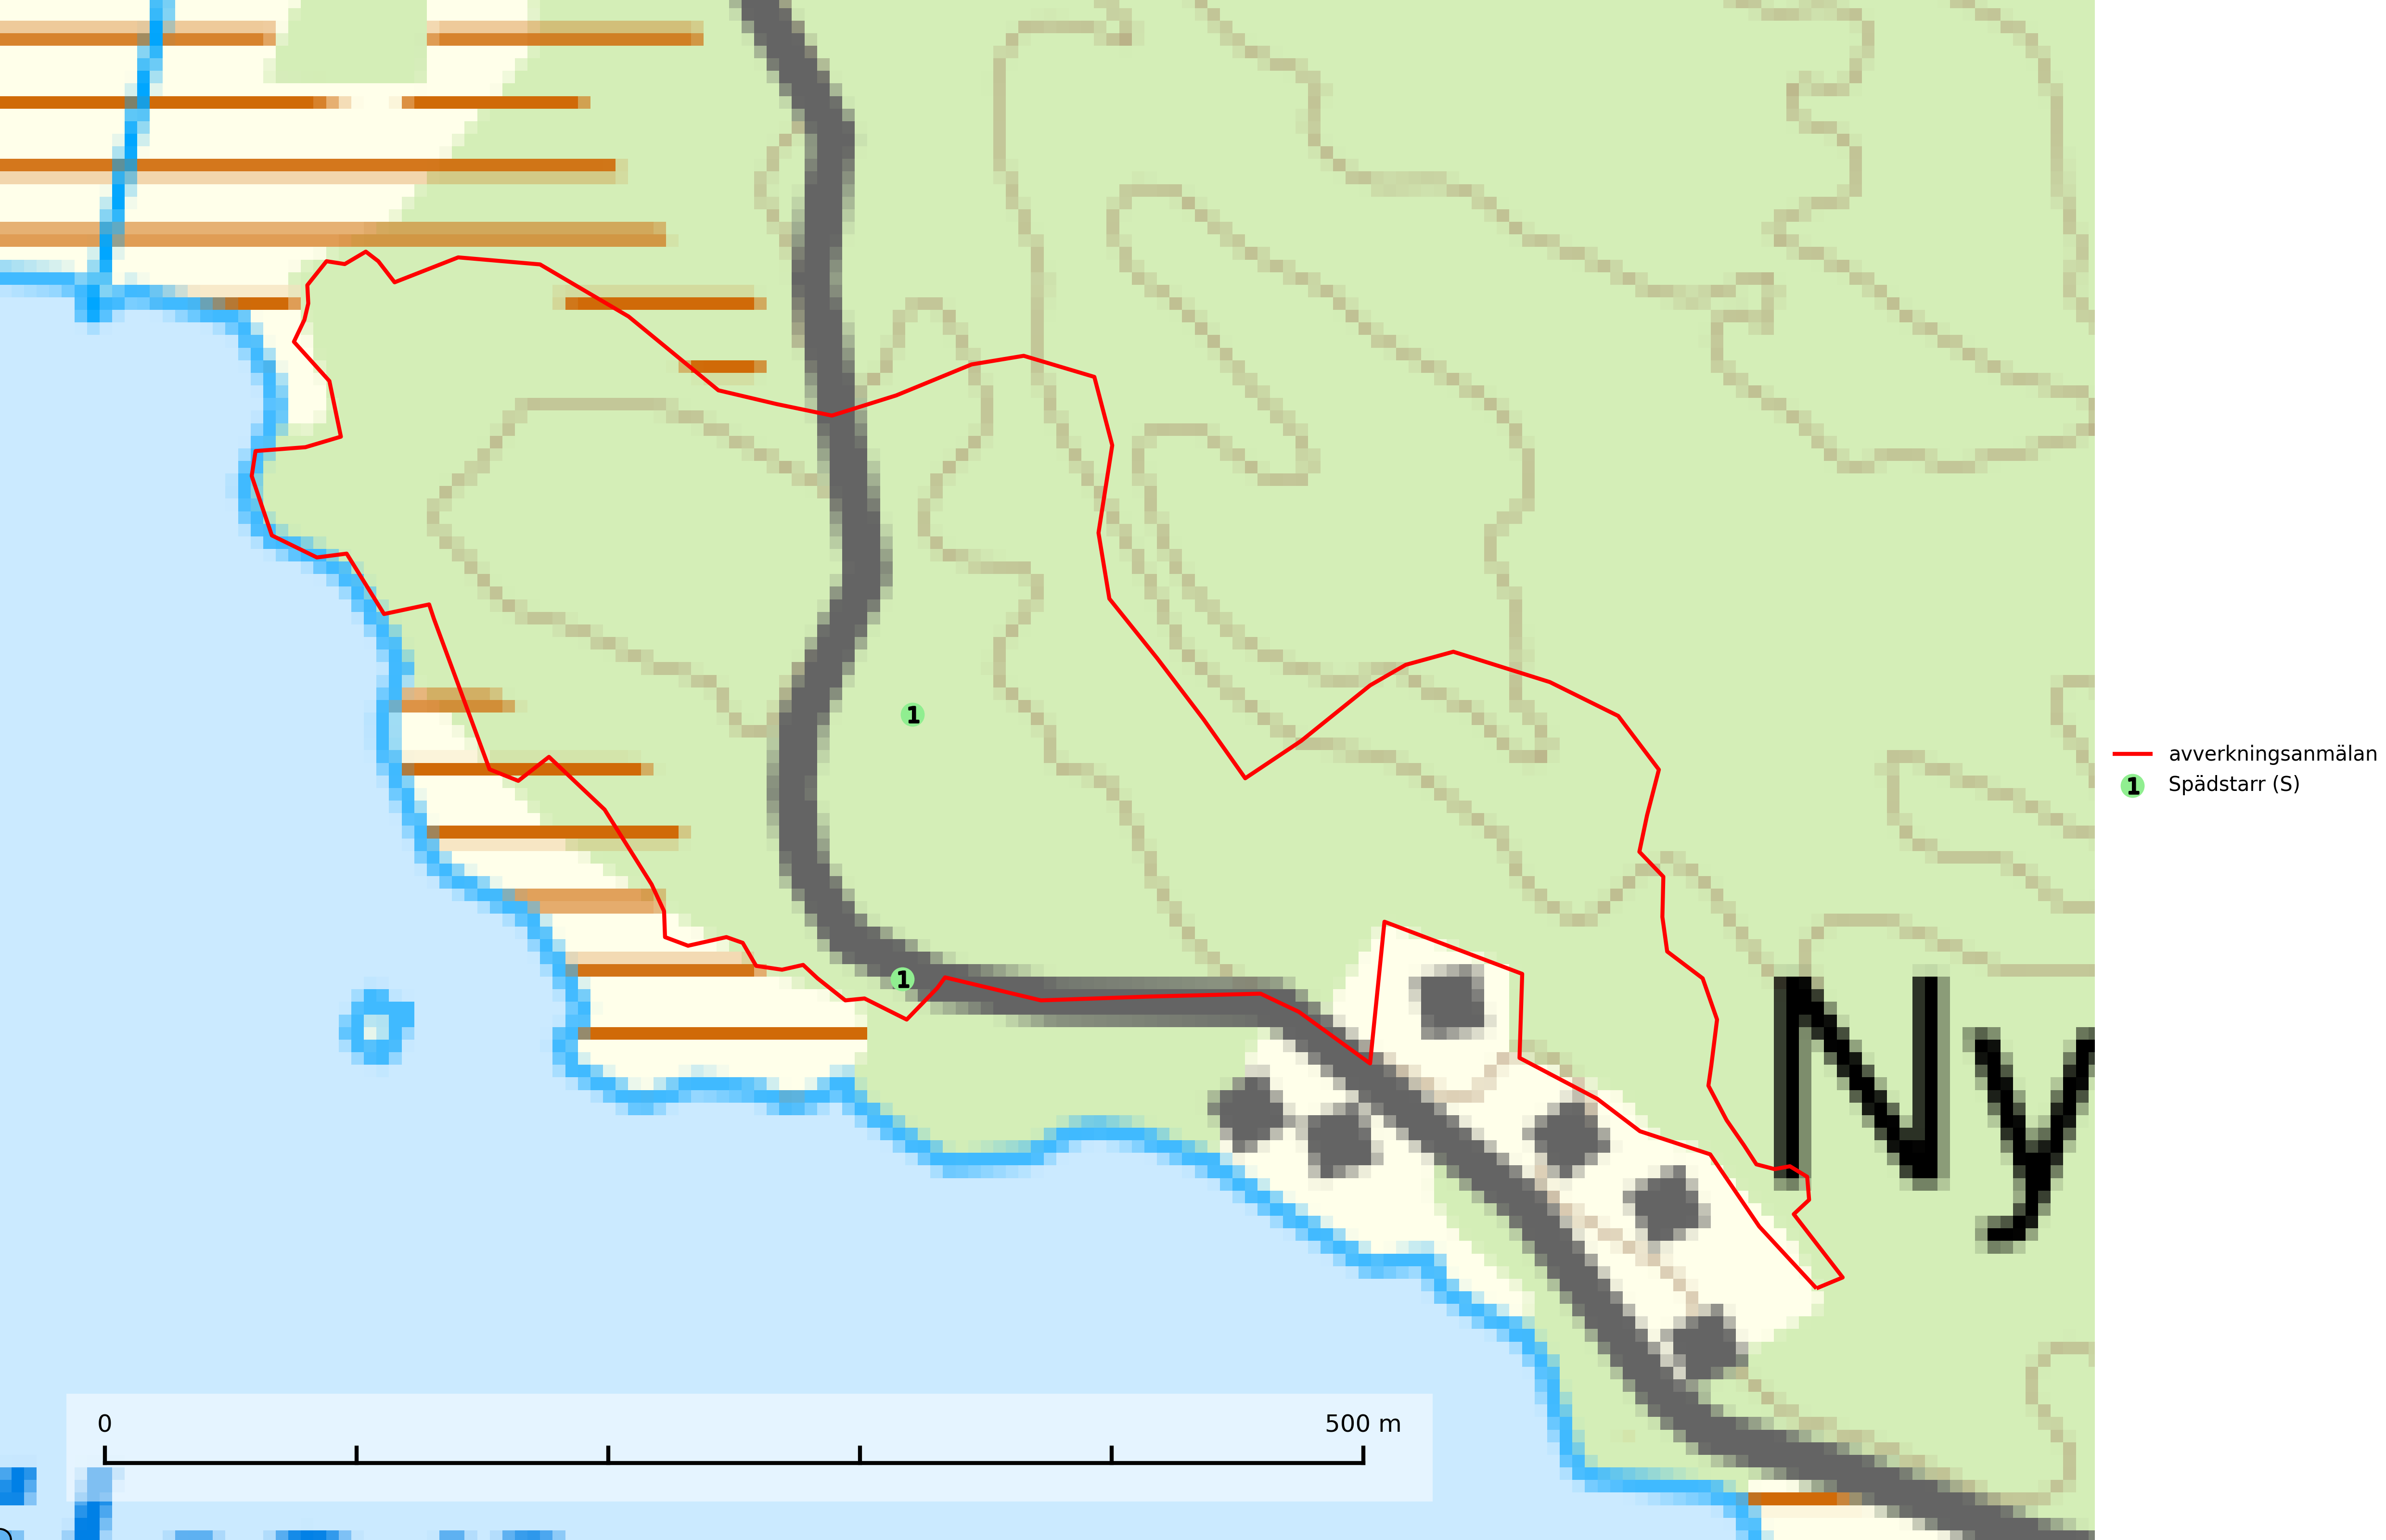 1
1
avverkningsanmälan
1 Spädstarr (S)
Ny
0 500 m